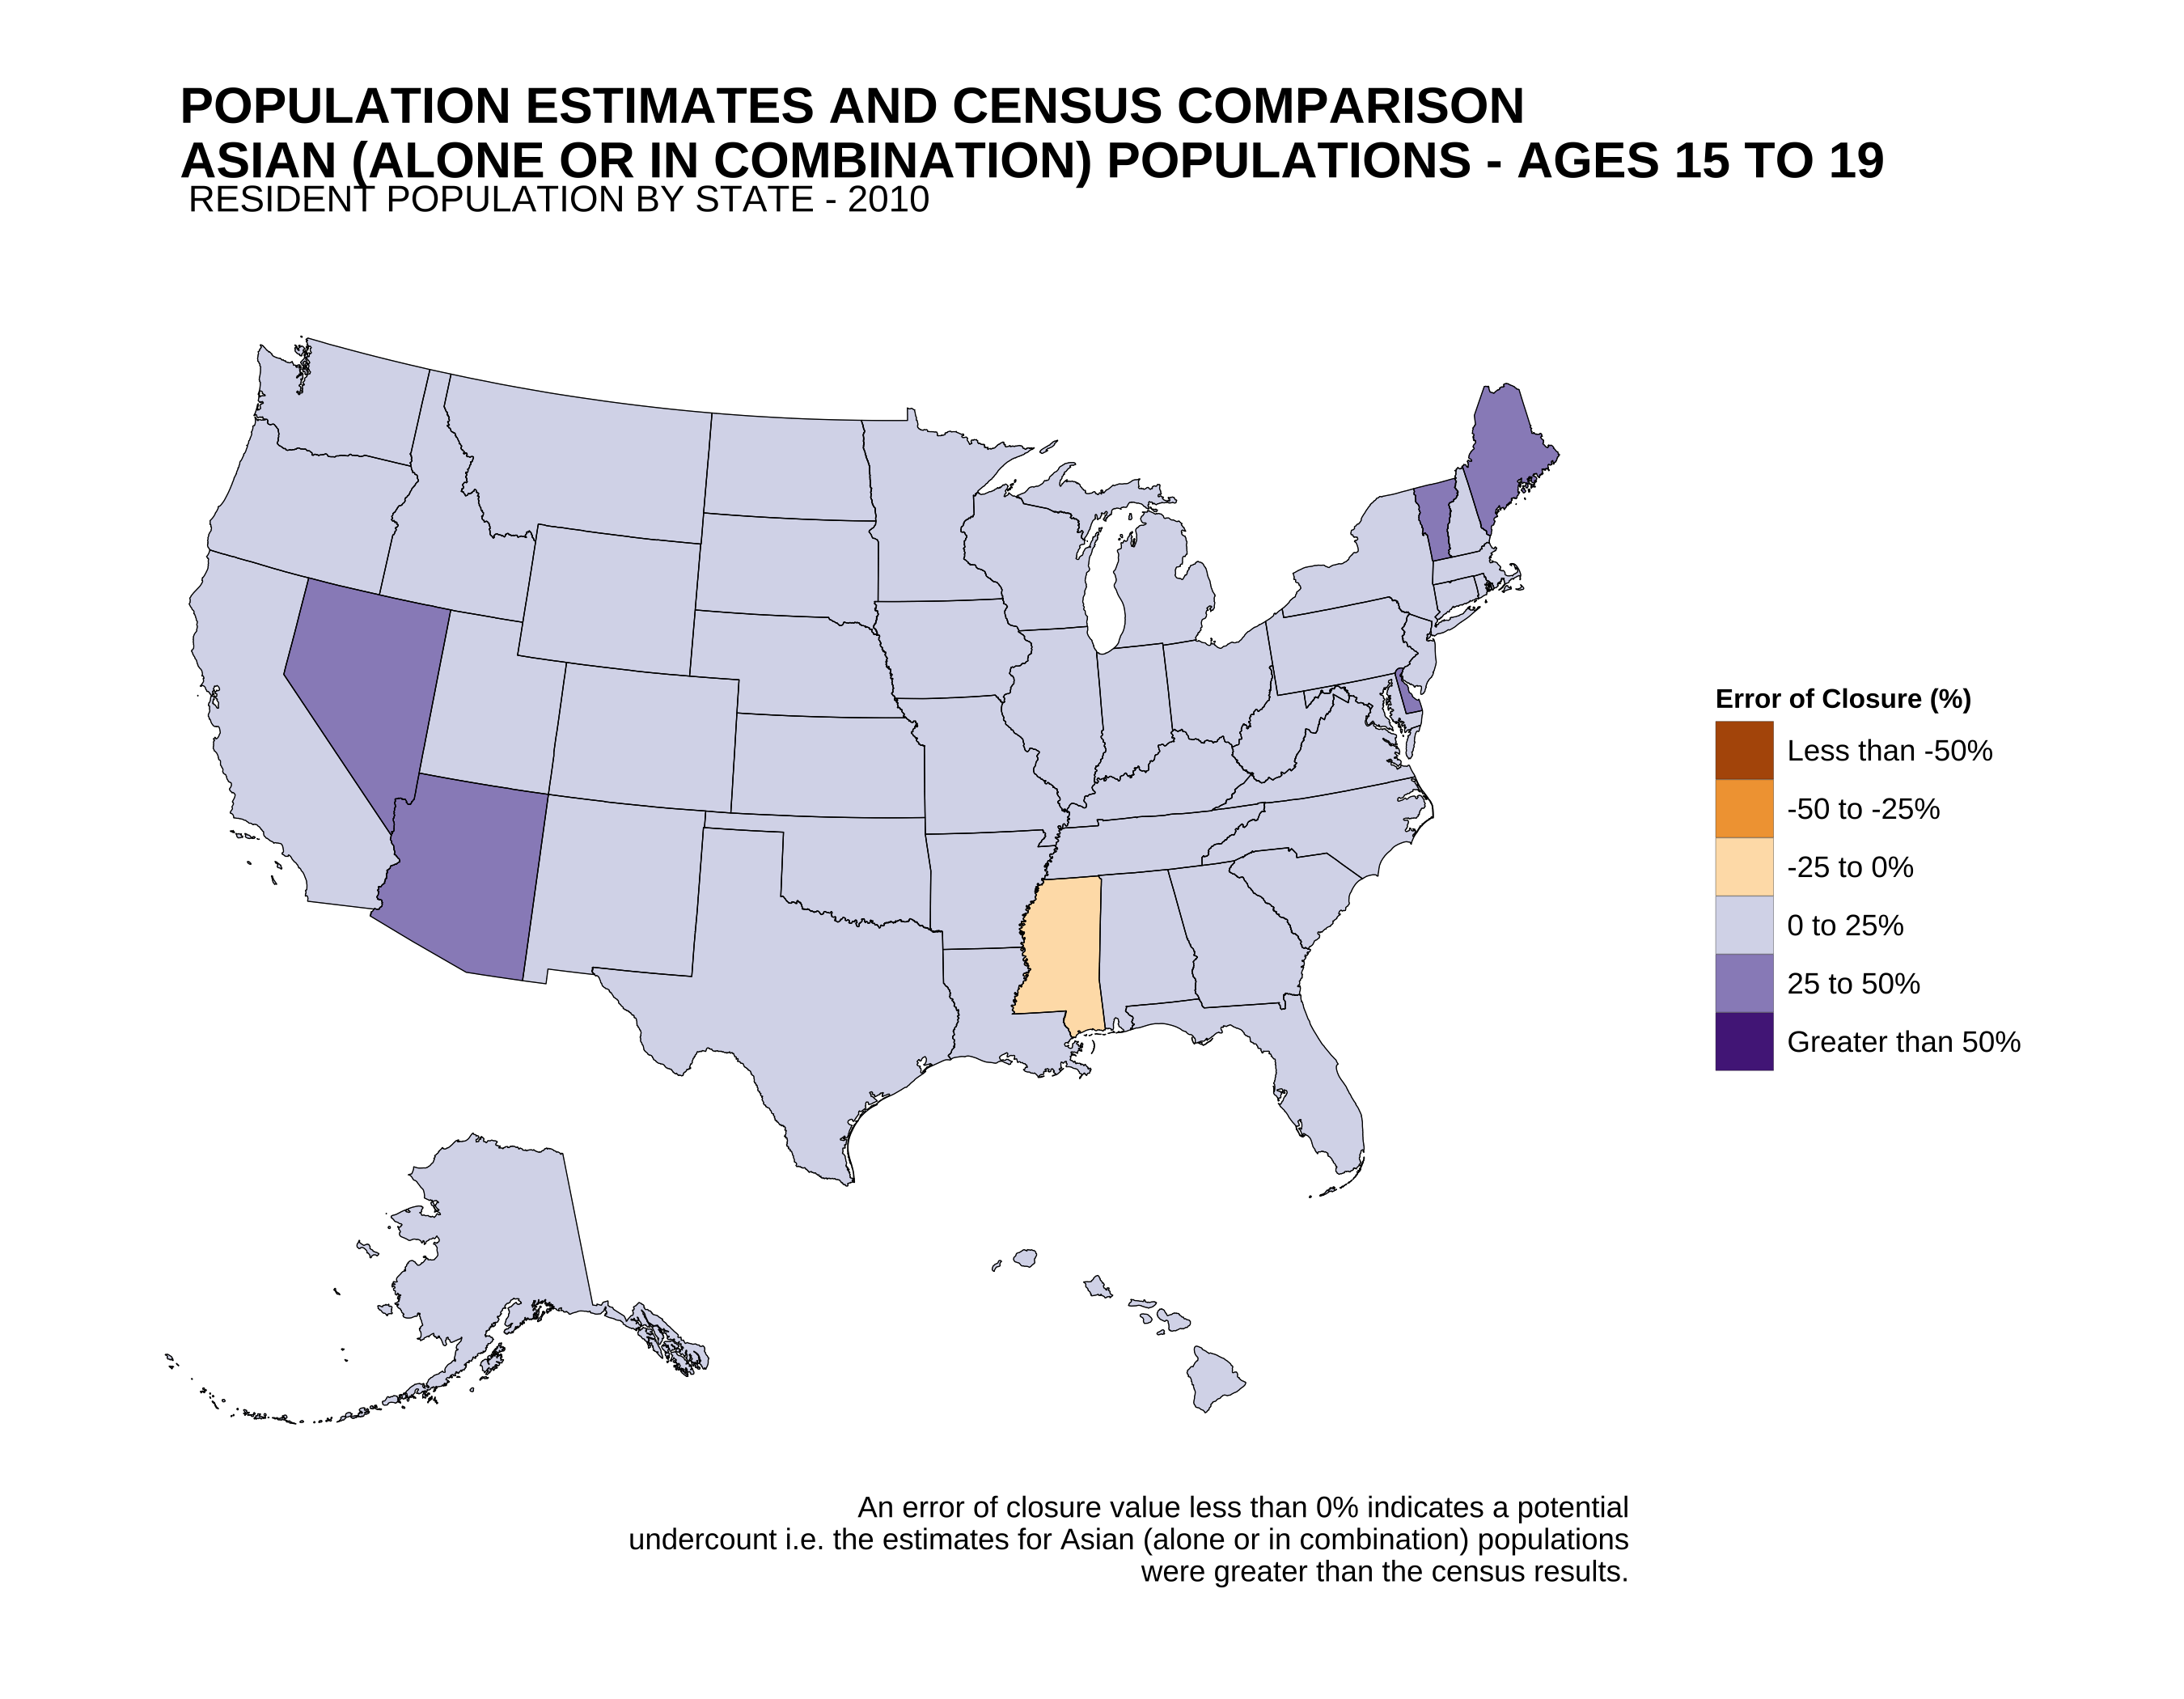 POPULATION ESTIMATES AND CENSUS COMPARISON
ASIAN (ALONE OR IN COMBINATION) POPULATIONS - AGES 15 TO 19
RESIDENT POPULATION BY STATE - 2010
Error of Closure (%)
Less than -50%
-50 to -25%
-25 to 0%
0 to 25%
25 to 50%
Greater than 50%
An error of closure value less than 0% indicates a potential
undercount i.e. the estimates for Asian (alone or in combination) populations
were greater than the census results.